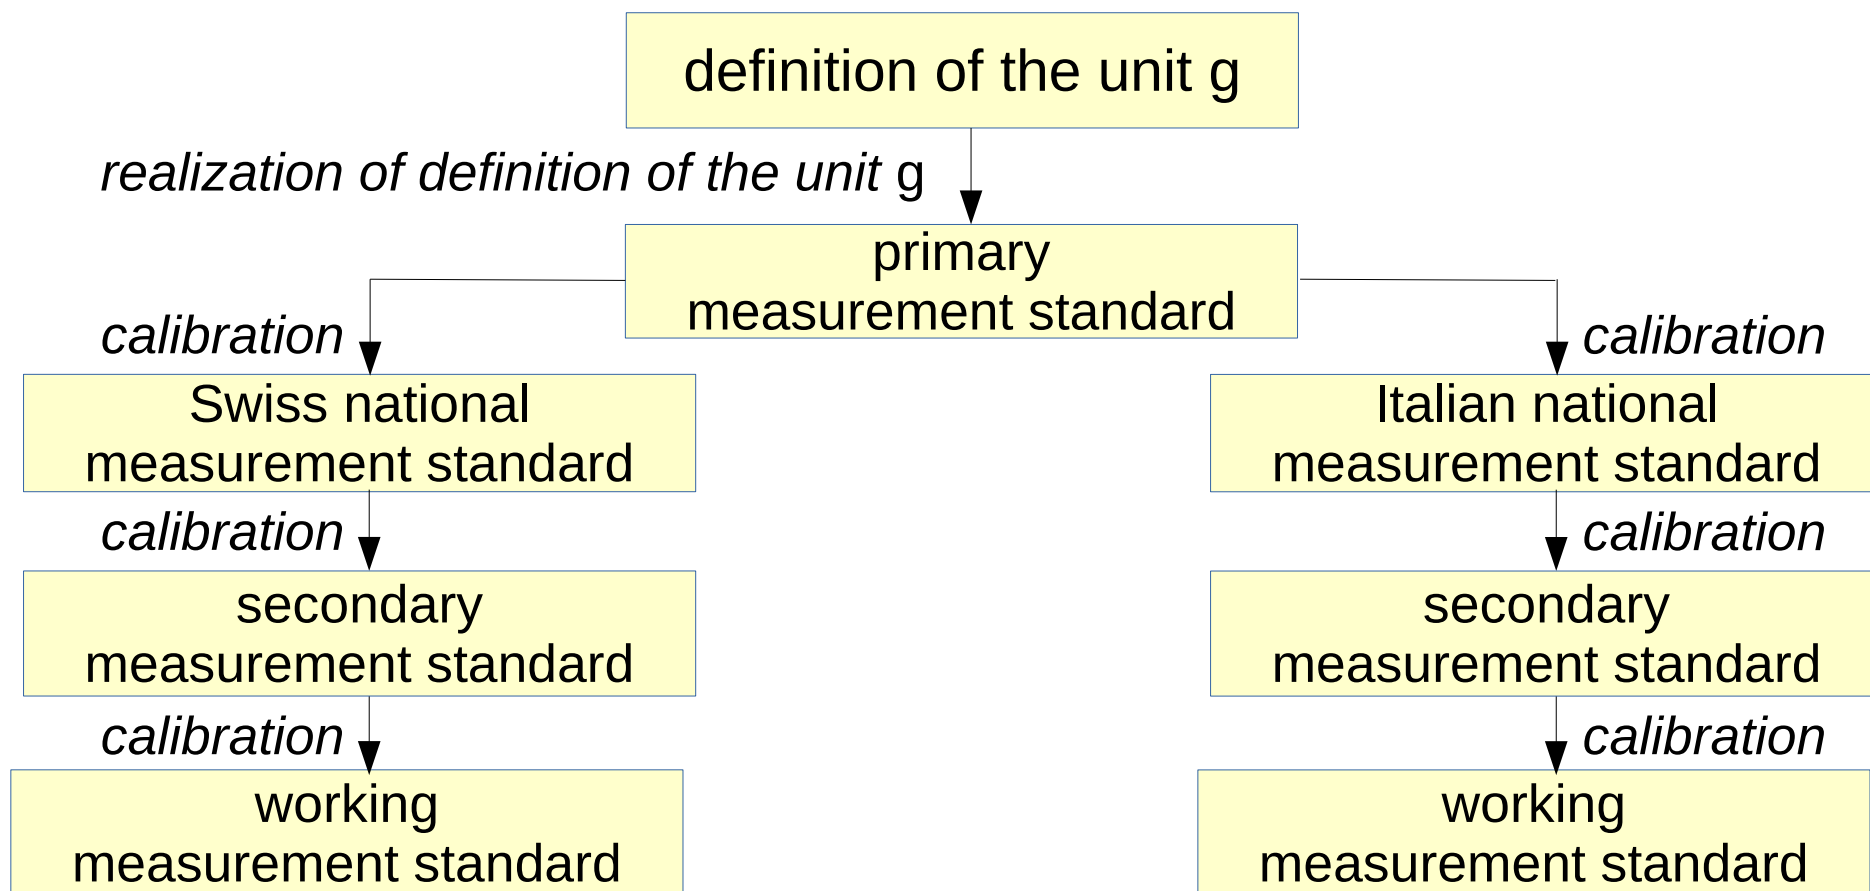 definition of the unit g
realization of definition of the unit g
primary
measurement standard
calibration
calibration
Swiss national
measurement standard
Italian national
measurement standard
calibration
calibration
secondary
measurement standard
secondary
measurement standard
calibration
calibration
working
measurement standard
working
measurement standard